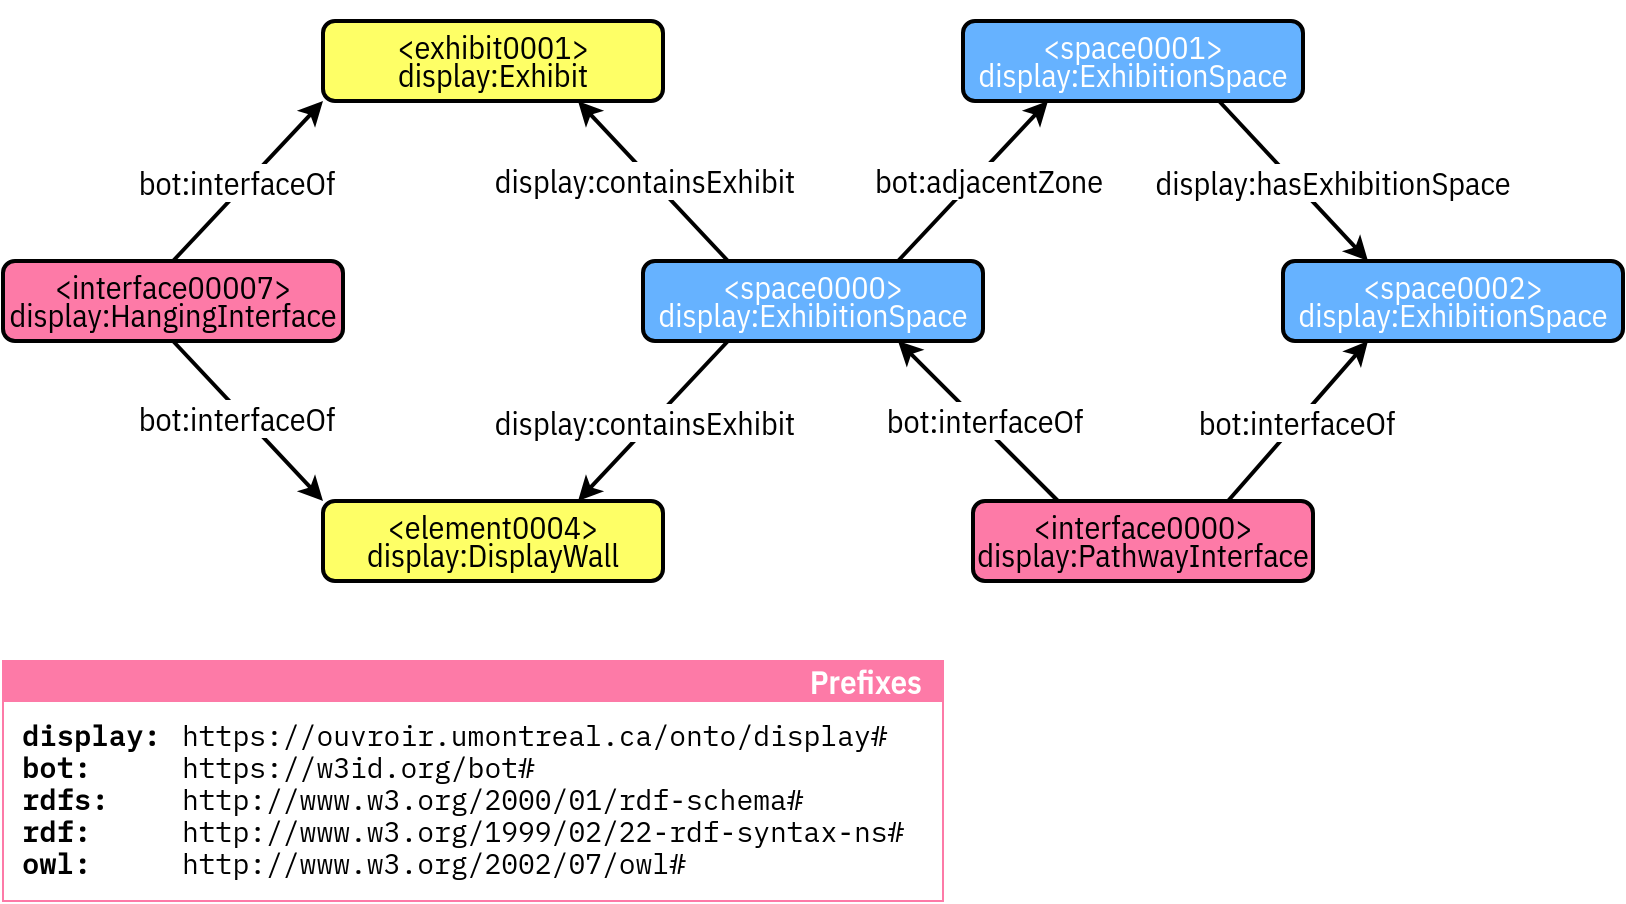 <exhibit0001>
display:Exhibit
<space0001>
display:ExhibitionSpace
bot:interfaceOf
display:containsExhibit
bot:adjacentZone
display:hasExhibitionSpace
<interface00007>
display:HangingInterface
<space0000>
display:ExhibitionSpace
<space0002>
display:ExhibitionSpace
bot:interfaceOf
display:containsExhibit
bot:interfaceOf
bot:interfaceOf
<element0004>
display:DisplayWall
<interface0000>
display:PathwayInterface
Prefixes
display: https://ouvroir.umontreal.ca/onto/display#
bot: https://w3id.org/bot#
rdfs: http://www.w3.org/2000/01/rdf-schema#
rdf: http://www.w3.org/1999/02/22-rdf-syntax-ns#
owl: http://www.w3.org/2002/07/owl#